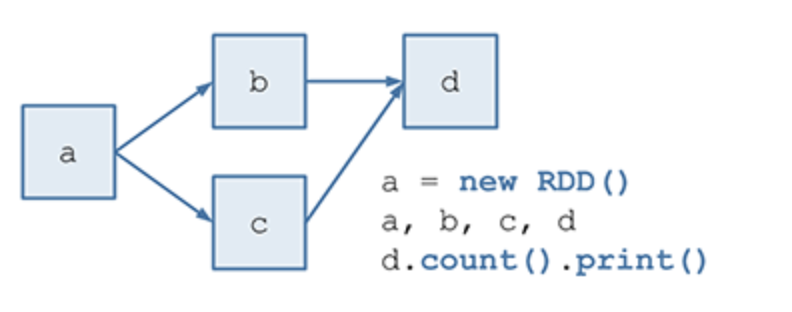 b
d
a
c
a = new RDD()
a, b, c, d
d.count().print()